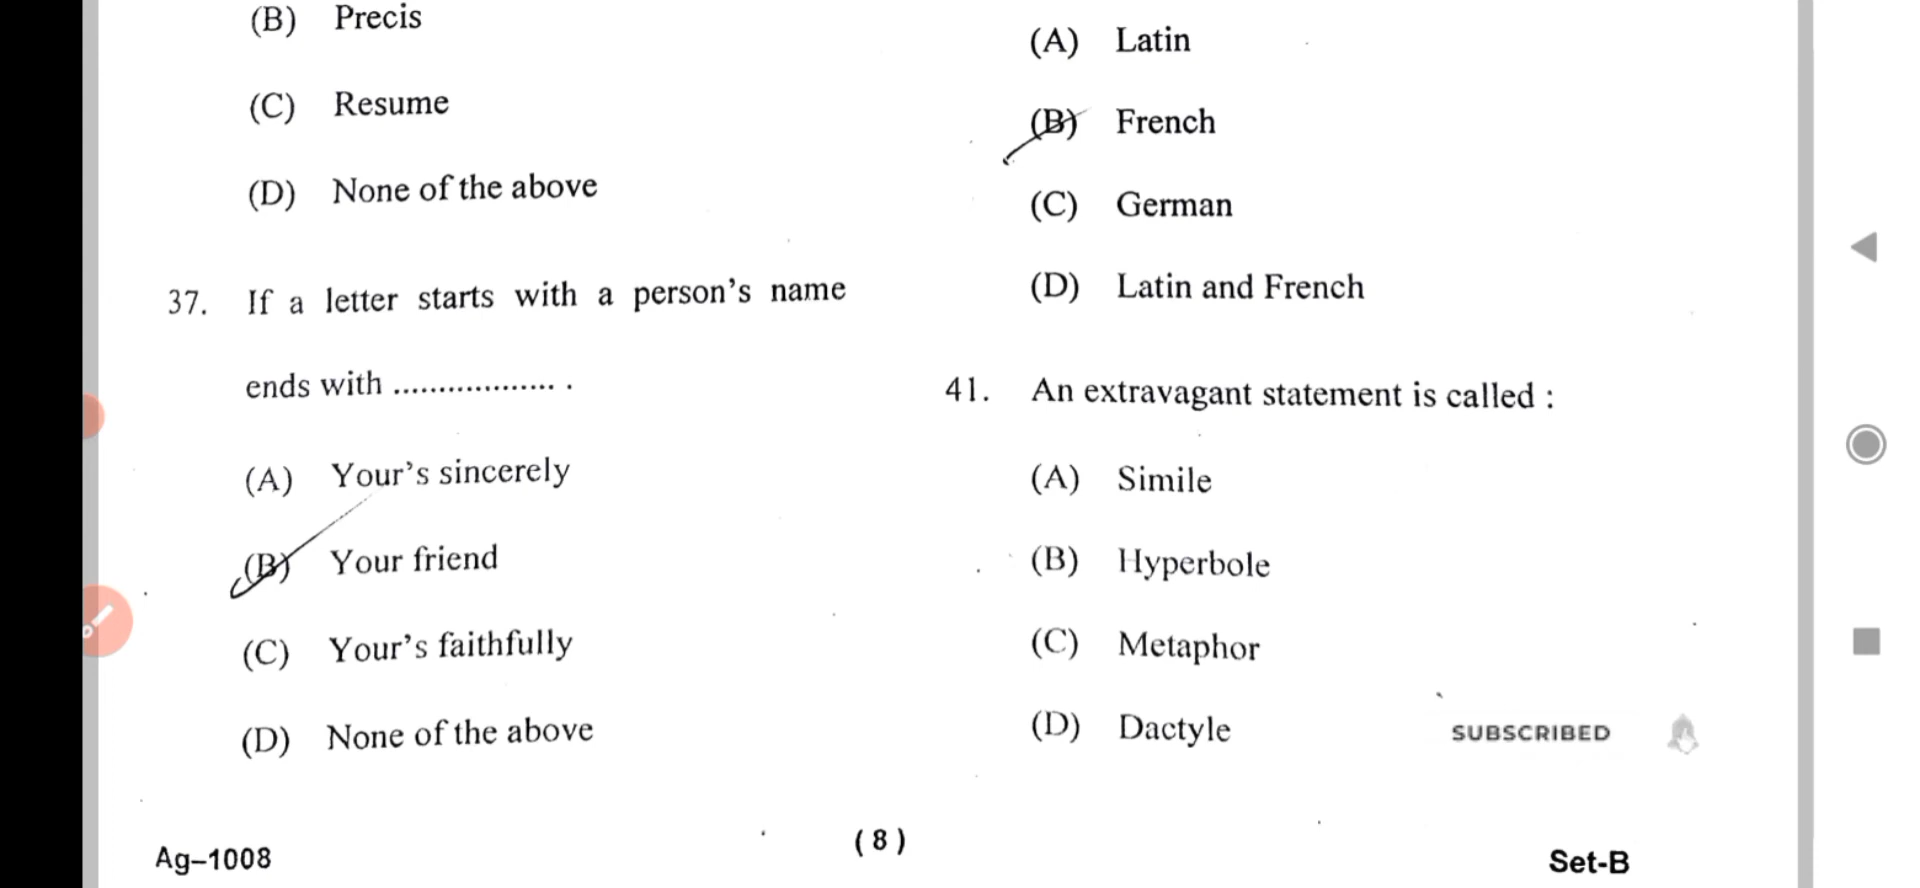 (B) Precis
(C) Resume
(D) None of the above
37. If a letter starts with a person's name
ends with .................. .
(A) Your's sincerely
(B) Your friend
(C) Your's faithfully
(D) None of the above
(A) Latin
(B) French
(C) German
(D) Latin and French
41. An extravagant statement is called :
(A) Simile
(B) Hyperbole
(C) Metaphor
(D) Dactyle
SUBSCRIBED
Ag–1008
( 8 )
Set-B